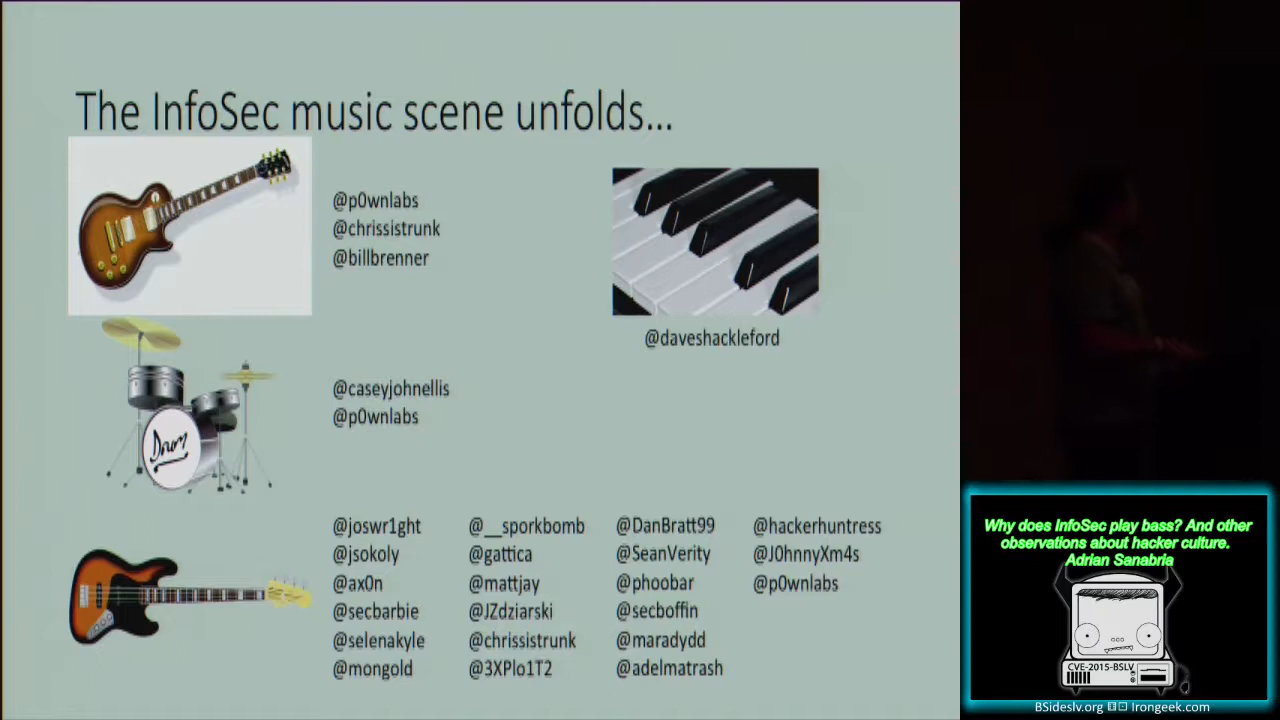 The InfoSec music scene unfolds...
@p0wnlabs
@chrissistrunk
@billbrenner
@daveshackleford
@caseyjohnellis
@p0wnlabs
Drum
@joswr1ght
@jsokoly
@ax0n
@secbarbie
@selenakyle
@mongold
@__sporkbomb
@gattica
@mattjay
@JZdziarski
@chrissistrunk
@3XPlo1T2
@DanBratt99
@SeanVerity
@phoobar
@secboffin
@maradydd
@adelmatrash
@hackerhuntress
@J0hnnyXm4s
@p0wnlabs
Why does InfoSec play bass? And other
observations about hacker culture.
Adrian Sanabria
CVE-2015-BSLV
BSideslv.org Irongeek.com